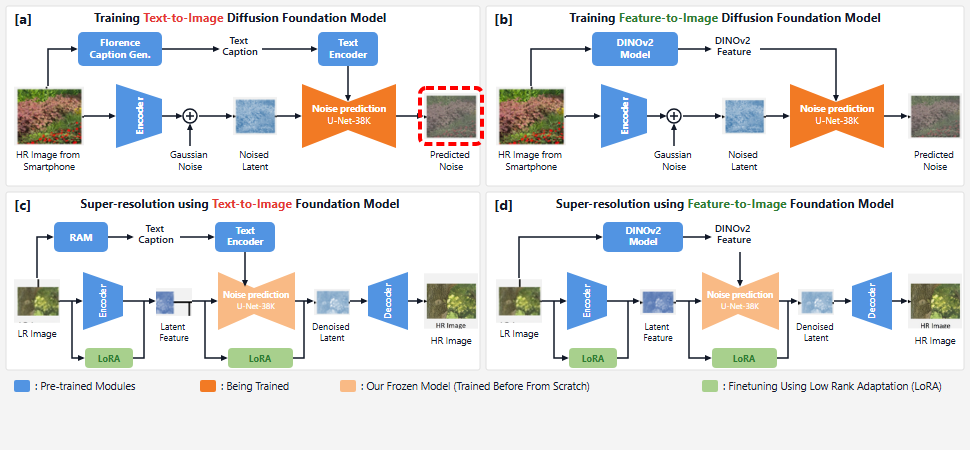 [a] Training Text-to-Image Diffusion Foundation Model
Florence
Caption Gen.
Text
Caption
Text
Encoder
Encoder
Noise prediction
U-Net-38K
HR Image from
Smartphone
Gaussian
Noise
Noised
Latent
Predicted
Noise
[b] Training Feature-to-Image Diffusion Foundation Model
DINOv2
Model
DINOv2
Feature
Encoder
Noise prediction
U-Net-38K
HR Image from
Smartphone
Gaussian
Noise
Noised
Latent
Predicted
Noise
[c] Super-resolution using Text-to-Image Foundation Model
RAM
Text
Caption
Text
Encoder
Encoder
Noise prediction
U-Net-38K
Decoder
LR Image
Latent
Feature
Denoised
Latent
HR Image
HR Image
LoRA
LoRA
[d] Super-resolution using Feature-to-Image Foundation Model
DINOv2
Model
DINOv2
Feature
Encoder
Noise prediction
U-Net-38K
Decoder
LR Image
Latent
Feature
Denoised
Latent
HR Image
HR Image
LoRA
LoRA
: Pre-trained Modules
: Being Trained
: Our Frozen Model (Trained Before From Scratch)
: Finetuning Using Low Rank Adaptation (LoRA)